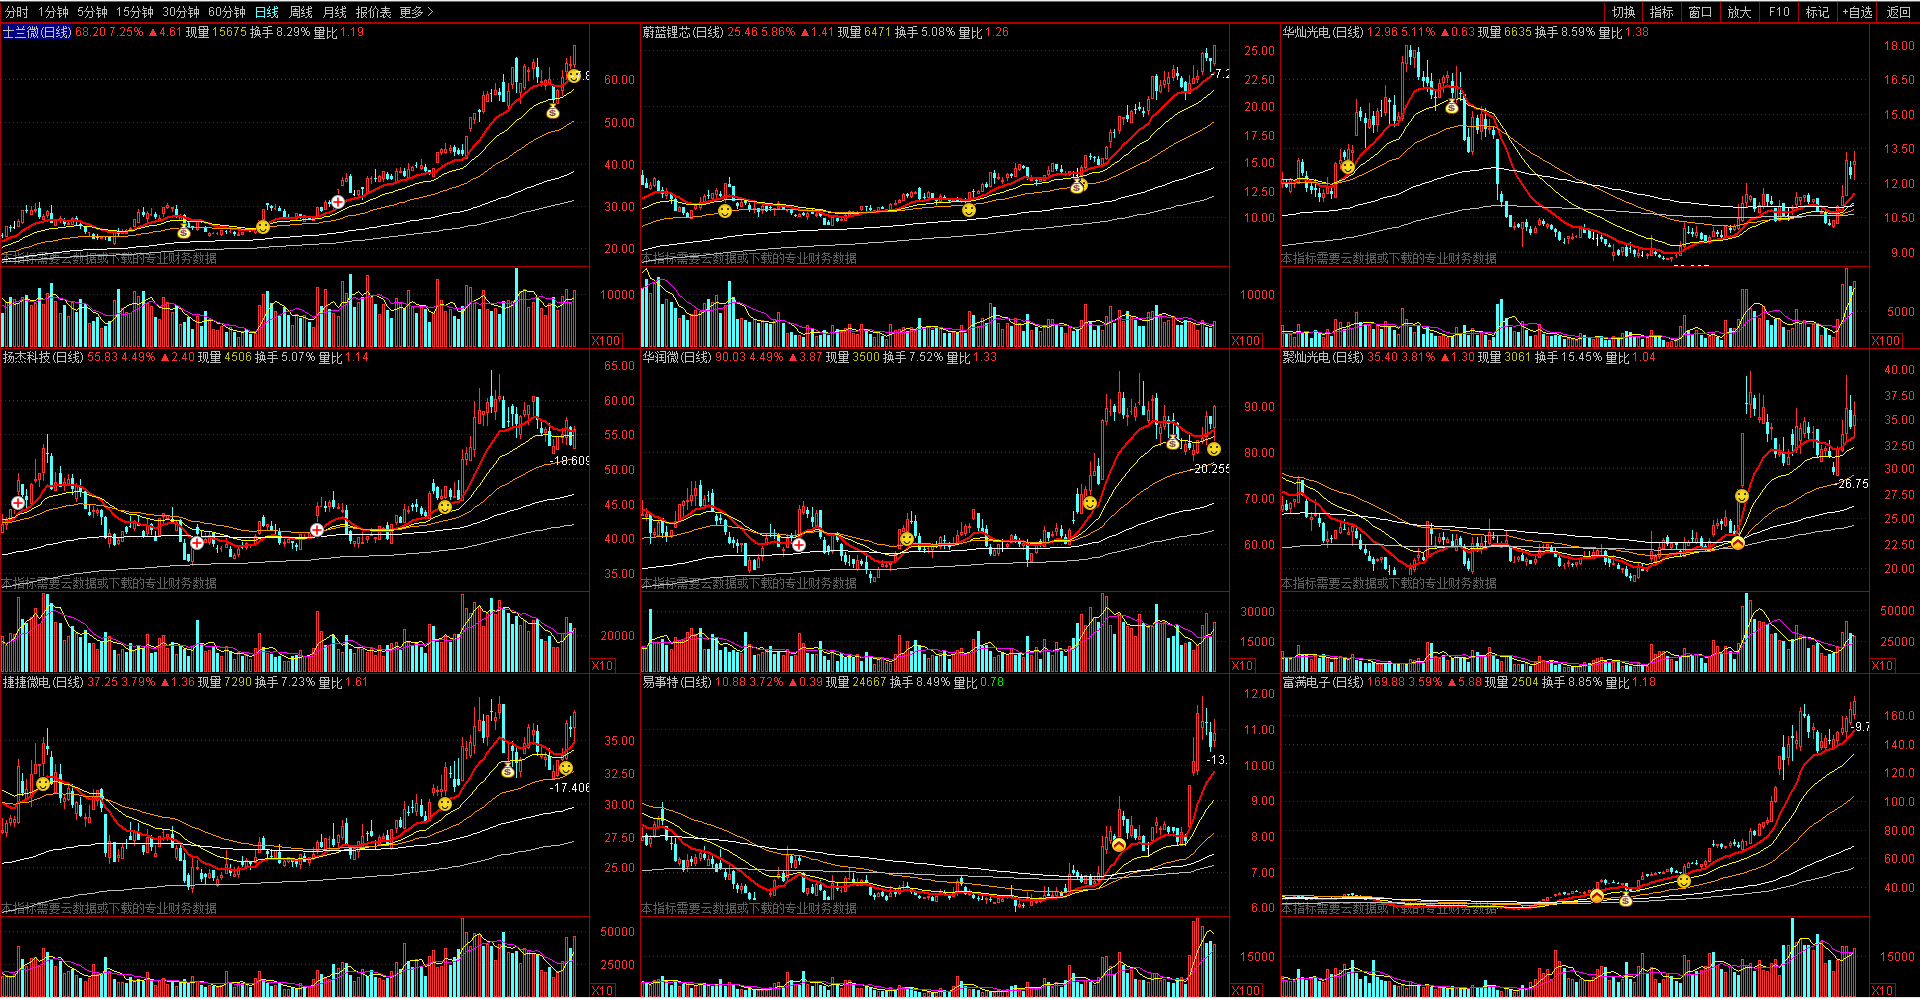 分时 1分钟 5分钟 15分钟 30分钟 60分钟 日线 周线 月线 报价表 更多> 切换 指标 窗口 放大 F10 标记 +自选 返回
士兰微(日线) 68.20 7.25% ▲4.61 现量 15675 换手 8.29% 量比 1.19
60.00
50.00
40.00
30.00
20.00
本指标需要云数据或下载的专业财务数据
10000
X100
蔚蓝锂芯(日线) 25.46 5.86% ▲1.41 现量 6471 换手 5.08% 量比 1.26
25.00
22.50
20.00
17.50
15.00
12.50
10.00
本指标需要云数据或下载的专业财务数据
10000
X100
华灿光电(日线) 12.96 5.11% ▲0.63 现量 6635 换手 8.59% 量比 1.38
18.00
16.50
15.00
13.50
12.00
10.50
9.00
本指标需要云数据或下载的专业财务数据
5000
X100
扬杰科技(日线) 55.83 4.49% ▲2.40 现量 4506 换手 5.07% 量比 1.14
65.00
60.00
55.00
-18.609
50.00
45.00
40.00
35.00
本指标需要云数据或下载的专业财务数据
20000
X10
华润微(日线) 90.03 4.49% ▲3.87 现量 3500 换手 7.52% 量比 1.33
90.00
80.00
-20.255
70.00
60.00
本指标需要云数据或下载的专业财务数据
30000
15000
X10
聚灿光电(日线) 35.40 3.81% ▲1.30 现量 3061 换手 15.45% 量比 1.04
40.00
37.50
35.00
32.50
30.00
-26.75
27.50
25.00
22.50
20.00
本指标需要云数据或下载的专业财务数据
50000
25000
X10
捷捷微电(日线) 37.25 3.79% ▲1.36 现量 7290 换手 7.23% 量比 1.61
35.00
32.50
-17.406
30.00
27.50
25.00
本指标需要云数据或下载的专业财务数据
50000
25000
X10
易事特(日线) 10.88 3.72% ▲0.39 现量 24667 换手 8.49% 量比 0.78
12.00
11.00
-13.
10.00
9.00
8.00
7.00
6.00
本指标需要云数据或下载的专业财务数据
15000
X100
富满电子(日线) 169.88 3.59% ▲5.88 现量 2504 换手 8.85% 量比 1.18
160.0
-9.7
140.0
120.0
100.0
80.00
60.00
40.00
本指标需要云数据或下载的专业财务数据
15000
X10